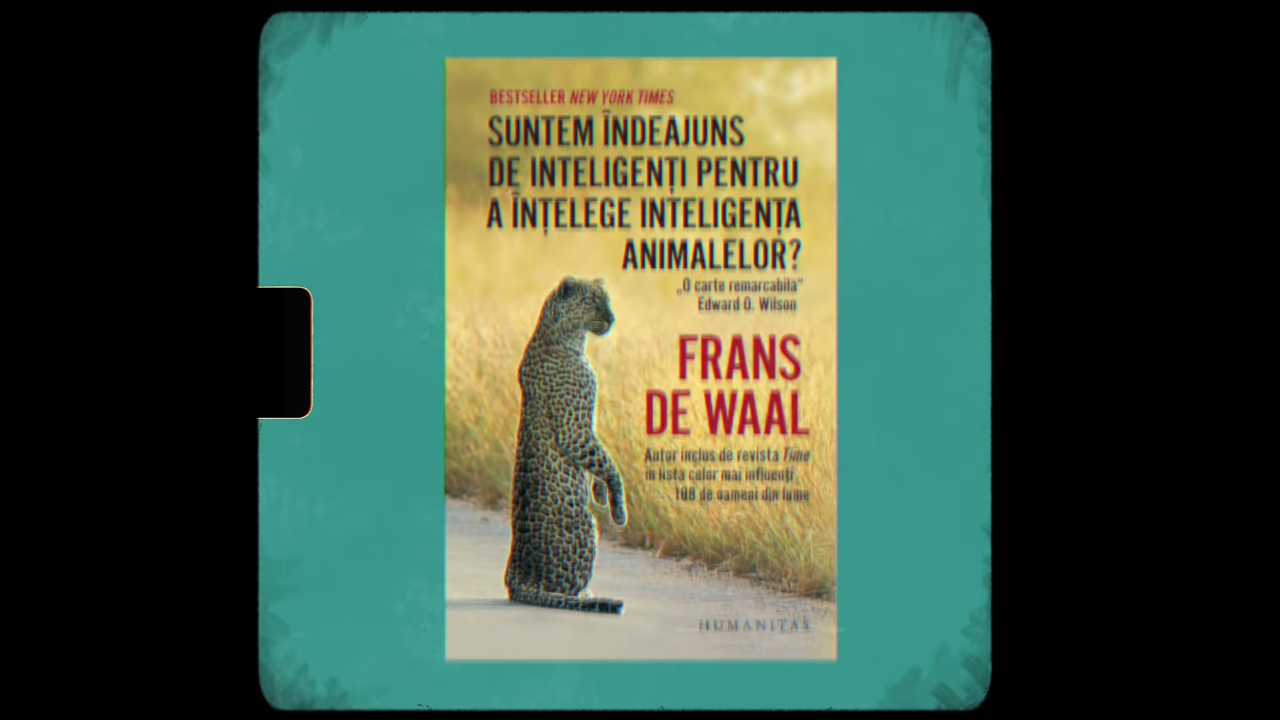 BESTSELLER NEW YORK TIMES
SUNTEM ÎNDEAJUNS
DE INTELIGENȚI PENTRU
A ÎNȚELEGE INTELIGENȚA
ANIMALELOR?
„O carte remarcabilă”
Edward O. Wilson
FRANS
DE WAAL
Autor inclus de revista Time
în lista celor mai influenți
100 de oameni din lume
HUMANITAS